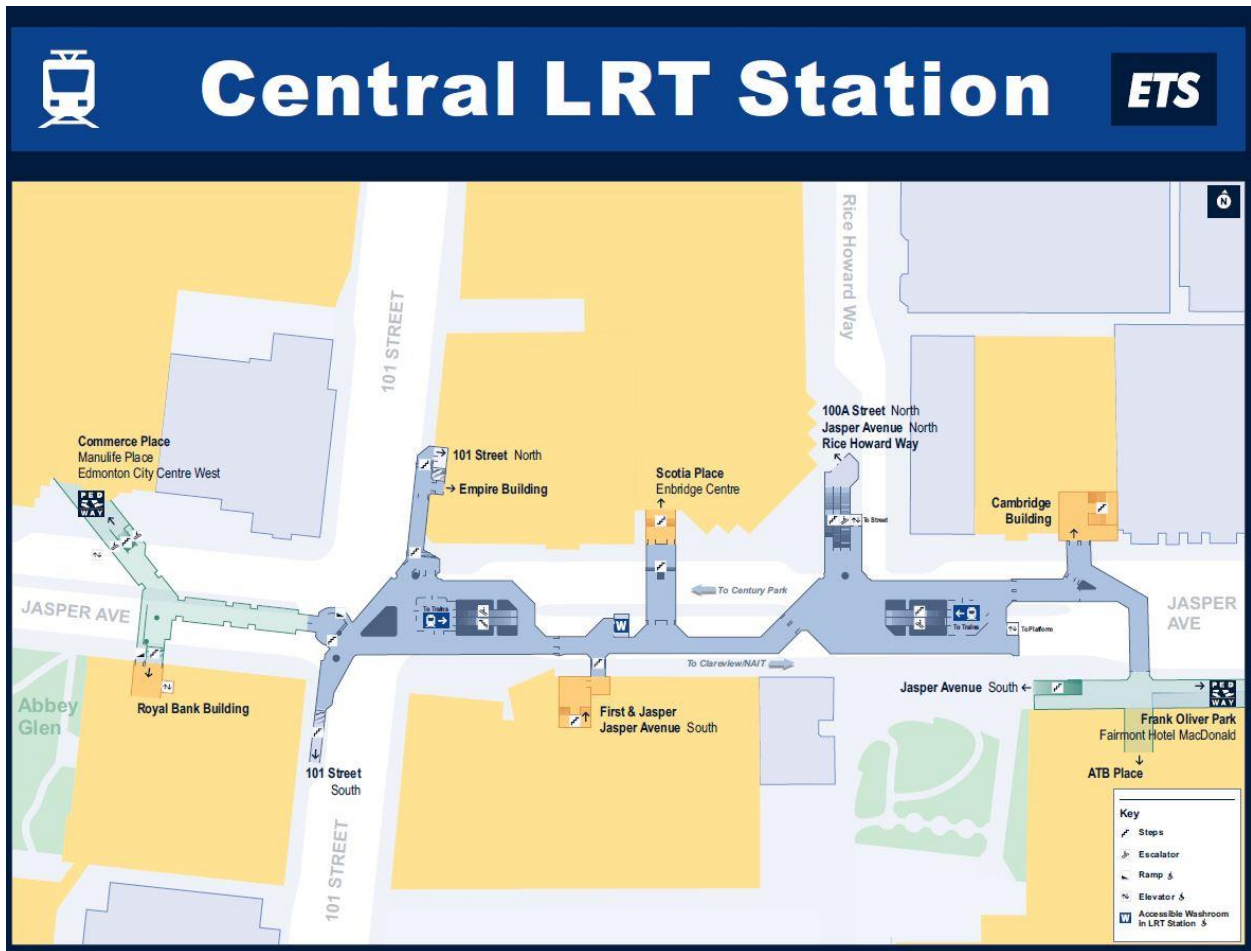 Central LRT Station
ETS
N
Rice Howard Way
101 STREET
100A Street North
Jasper Avenue North
Rice Howard Way
Commerce Place
Manulife Place
Edmonton City Centre West
PED
WAY
101 Street North
Empire Building
Scotia Place
Enbridge Centre
Cambridge
Building
To Street
To Century Park
JASPER AVE
To Trains
W
To Trains
To Platform
JASPER
AVE
To Clareview/NAIT
Jasper Avenue South
PED
WAY
Abbey
Glen
Royal Bank Building
First & Jasper
Jasper Avenue South
Frank Oliver Park
Fairmont Hotel MacDonald
101 Street
South
ATB Place
101 STREET
Key
Steps
Escalator
Ramp
Elevator
W
Accessible Washroom
in LRT Station